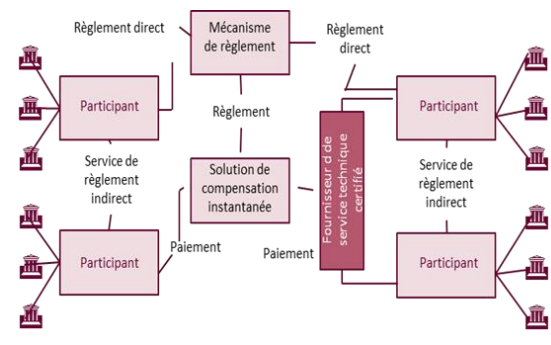 Règlement direct
Mécanisme
de règlement
Règlement
direct
Participant
Participant
Règlement
Service de
règlement
indirect
Solution de
compensation
instantanée
Fournisseur d de
service technique
certifié
Service de
règlement
indirect
Paiement
Paiement
Participant
Participant